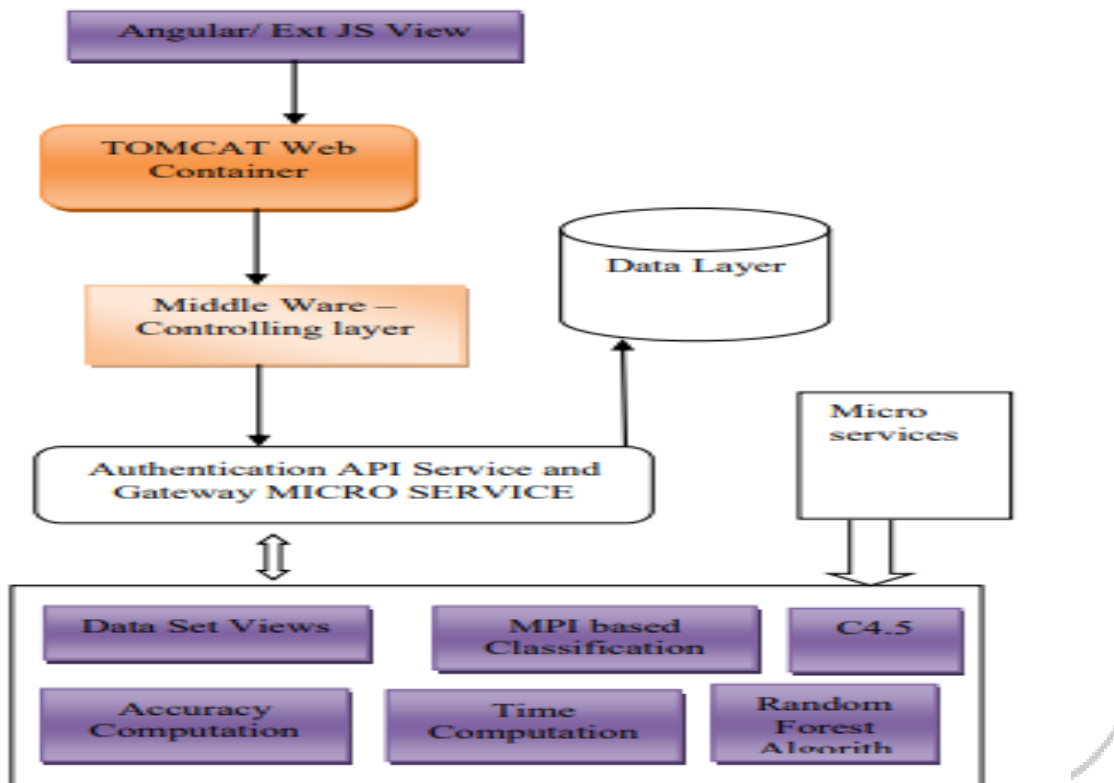 Angular/ Ext JS View
TOMCAT Web
Container
Data Layer
Middle Ware –
Controlling layer
Micro
services
Authentication API Service and
Gateway MICRO SERVICE
Data Set Views
MPI based
Classification
C4.5
Accuracy
Computation
Time
Computation
Random
Forest
Algorith